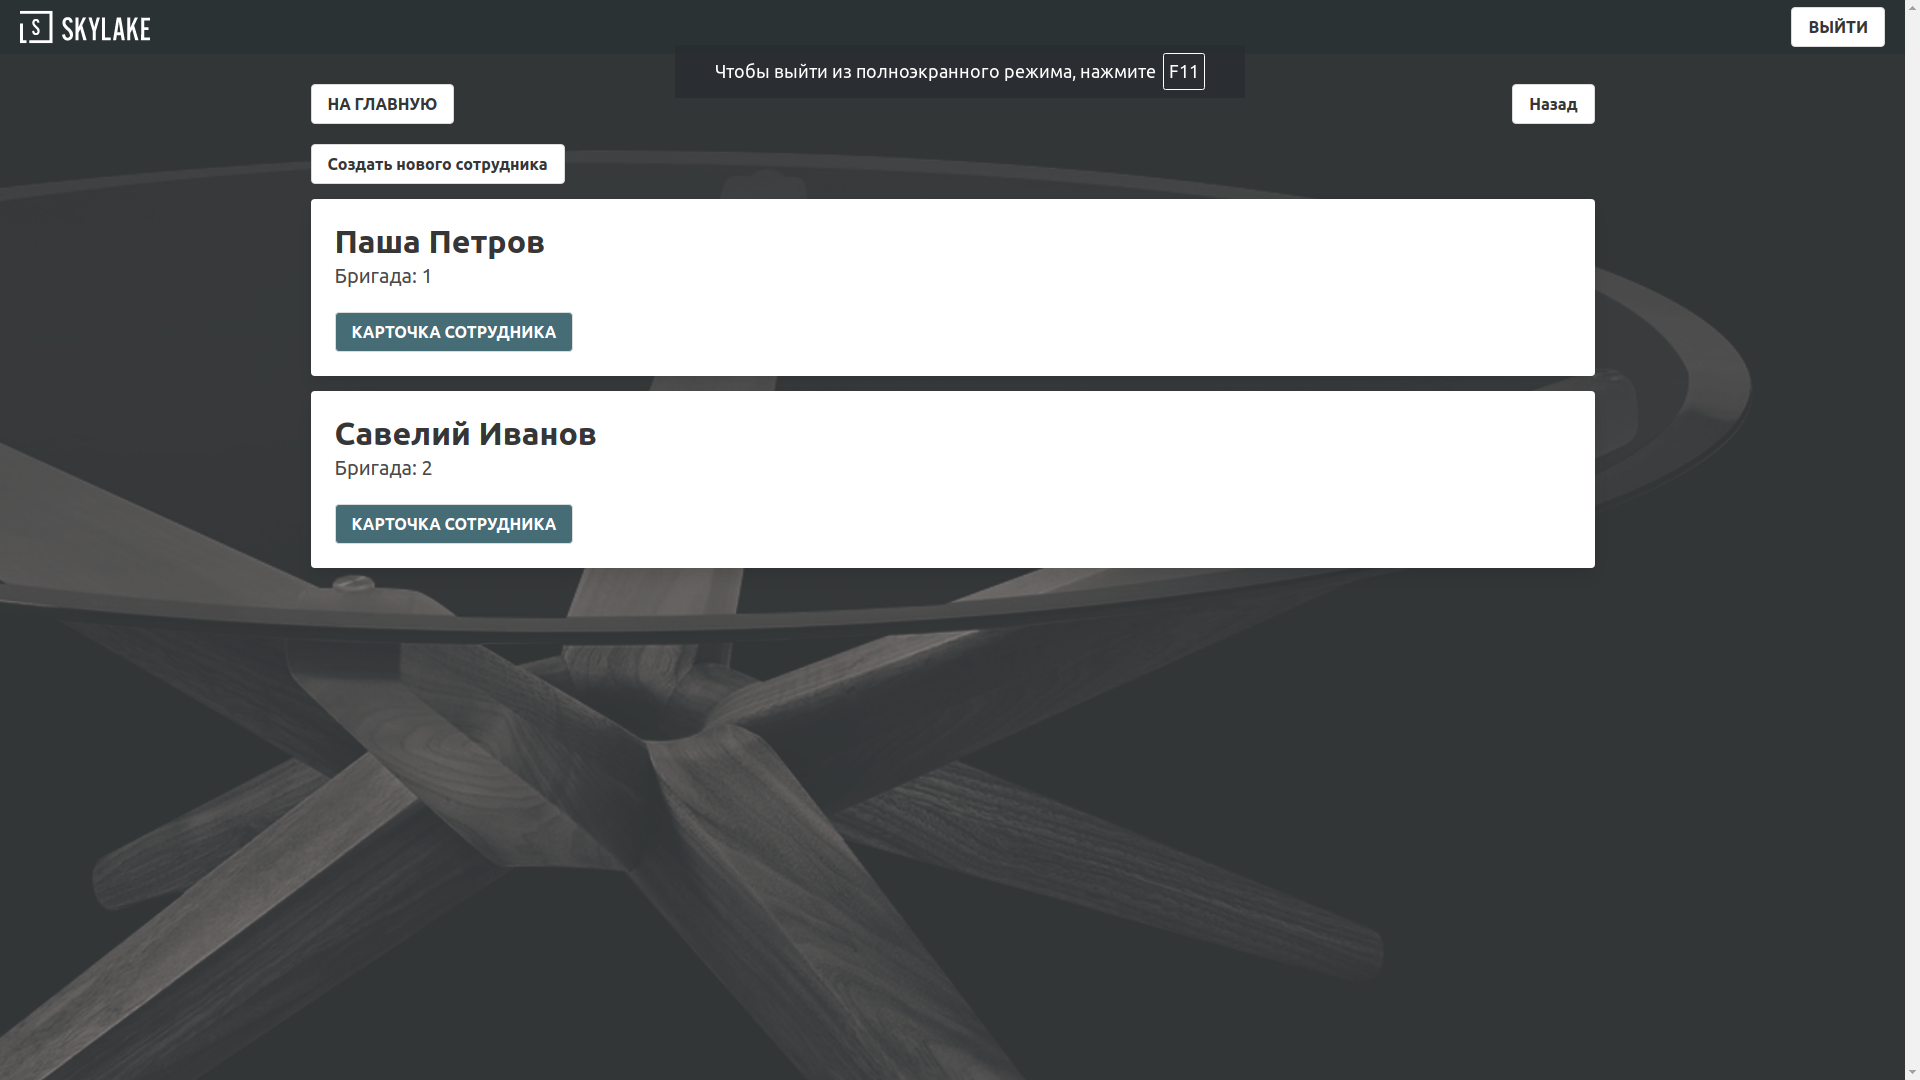 S SKYLAKE
ВЫЙТИ
Чтобы выйти из полноэкранного режима, нажмите F11
НА ГЛАВНУЮ
Назад
Создать нового сотрудника
Паша Петров
Бригада: 1
КАРТОЧКА СОТРУДНИКА
Савелий Иванов
Бригада: 2
КАРТОЧКА СОТРУДНИКА